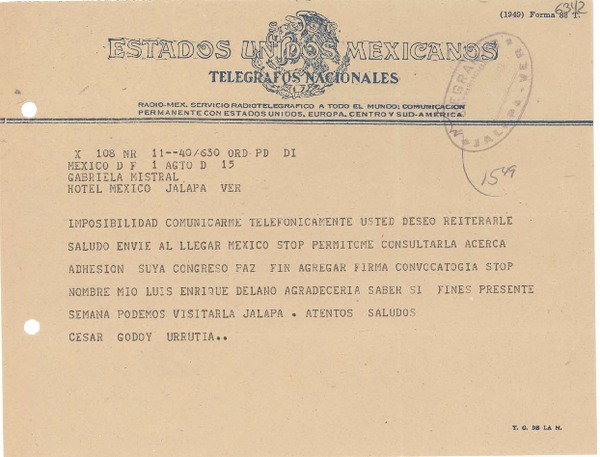 6342
(1949) Forma 86 T.
ESTADOS UNIDOS MEXICANOS
TELEGRAFOS NACIONALES
RADIO-MEX. SERVICIO RADIOTELEGRAFICO A TODO EL MUNDO; COMUNICACION
PERMANENTE CON ESTADOS UNIDOS, EUROPA, CENTRO Y SUD-AMERICA
JALAPA, VER
X 108 NR 11--40/630 ORD PD DI
MEXICO D F 1 AGTO D 15
GABRIELA MISTRAL
HOTEL MEXICO JALAPA VER
1549
IMPOSIBILIDAD COMUNICARME TELEFONICAMENTE USTED DESEO REITERARLE
SALUDO ENVIE AL LLEGAR MEXICO STOP PERMITOME CONSULTARLA ACERCA
ADHESION SUYA CONGRESO PAZ FIN AGREGAR FIRMA CONVOCATOGIA STOP
NOMBRE MIO LUIS ENRIQUE DELANO AGRADECERIA SABER SI FINES PRESENTE
SEMANA PODEMOS VISITARLA JALAPA . ATENTOS SALUDOS
CESAR GODOY URRUTIA..
T. G. DE LA N.